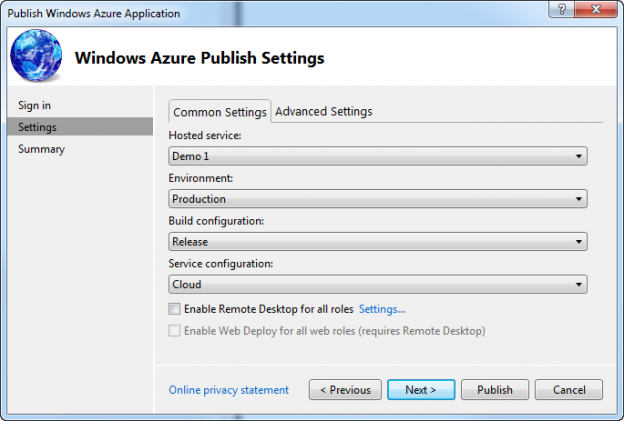 Publish Windows Azure Application
Windows Azure Publish Settings
Sign in
Settings
Summary
Common Settings
Advanced Settings
Hosted service:
Demo 1
Environment:
Production
Build configuration:
Release
Service configuration:
Cloud
Enable Remote Desktop for all roles Settings...
Enable Web Deploy for all web roles (requires Remote Desktop)
Online privacy statement
< Previous
Next >
Publish
Cancel